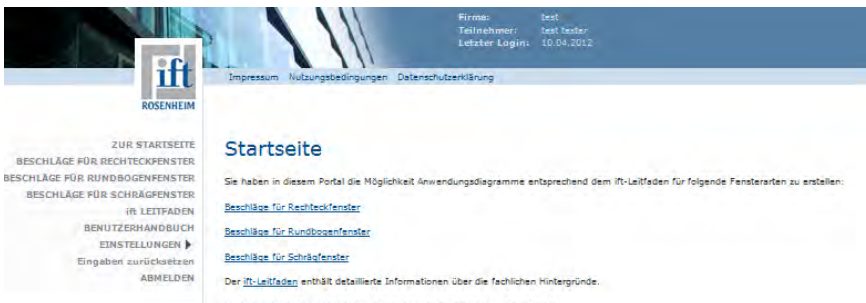 Firma: test
Teilnehmer: test tester
Letzter Login: 10.04.2012
ift
ROSENHEIM
Impressum Nutzungsbedingungen Datenschutzerklärung
ZUR STARTSEITE
BESCHLÄGE FÜR RECHTECKFENSTER
BESCHLÄGE FÜR RUNDBOGENFENSTER
BESCHLÄGE FÜR SCHRÄGFENSTER
ift LEITFADEN
BENUTZERHANDBUCH
EINSTELLUNGEN
Eingaben zurücksetzen
ABMELDEN
Startseite
Sie haben in diesem Portal die Möglichkeit Anwendungsdiagramme entsprechend dem ift-Leitfaden für folgende Fensterarten zu erstellen:
Beschläge für Rechteckfenster
Beschläge für Rundbogenfenster
Beschläge für Schrägfenster
Der ift-Leitfaden enthält detaillierte Informationen über die fachlichen Hintergründe.